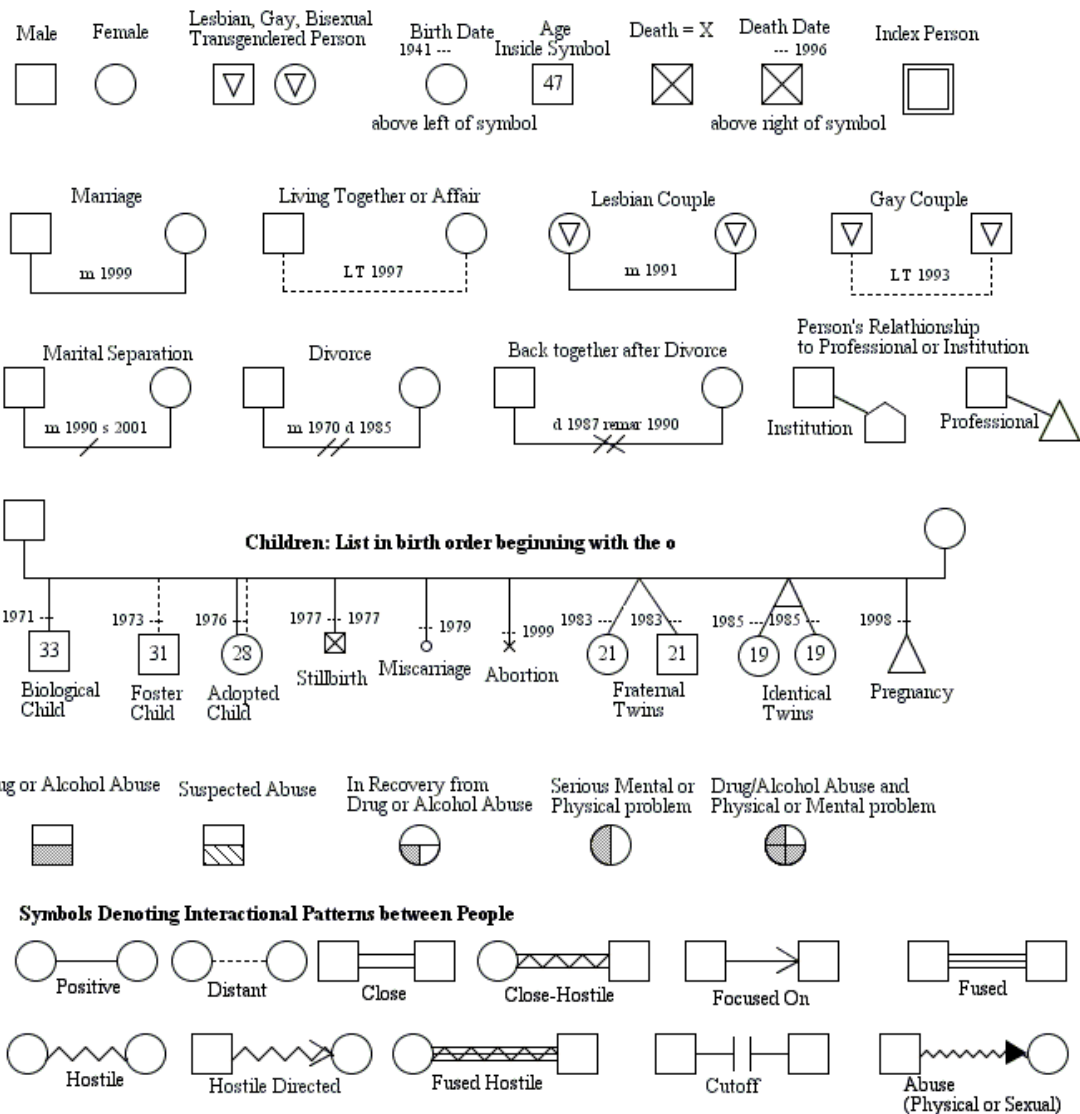 Male
Female
Lesbian, Gay, Bisexual
Transgendered Person
Birth Date
1941 ---
above left of symbol
Age
Inside Symbol
47
Death = X
Death Date
--- 1996
above right of symbol
Index Person
Marriage
m 1999
Living Together or Affair
LT 1997
Lesbian Couple
m 1991
Gay Couple
LT 1993
Marital Separation
m 1990 s 2001
Divorce
m 1970 d 1985
Back together after Divorce
d 1987 remar 1990
Person's Relathionship
to Professional or Institution
Institution
Professional
Children: List in birth order beginning with the o
1971 ---
33
Biological
Child
1973 ---
31
Foster
Child
1976 ---
28
Adopted
Child
1977 --- --- 1977
Stillbirth
--- 1979
Miscarriage
--- 1999
Abortion
1983 --- 1983 ---
21 21
Fraternal
Twins
1985 --- 1985 ---
19 19
Identical
Twins
1998 ---
Pregnancy
ug or Alcohol Abuse
Suspected Abuse
In Recovery from
Drug or Alcohol Abuse
Serious Mental or
Physical problem
Drug/Alcohol Abuse and
Physical or Mental problem
Symbols Denoting Interactional Patterns between People
Positive
Distant
Close
Close-Hostile
Focused On
Fused
Hostile
Hostile Directed
Fused Hostile
Cutoff
Abuse
(Physical or Sexual)